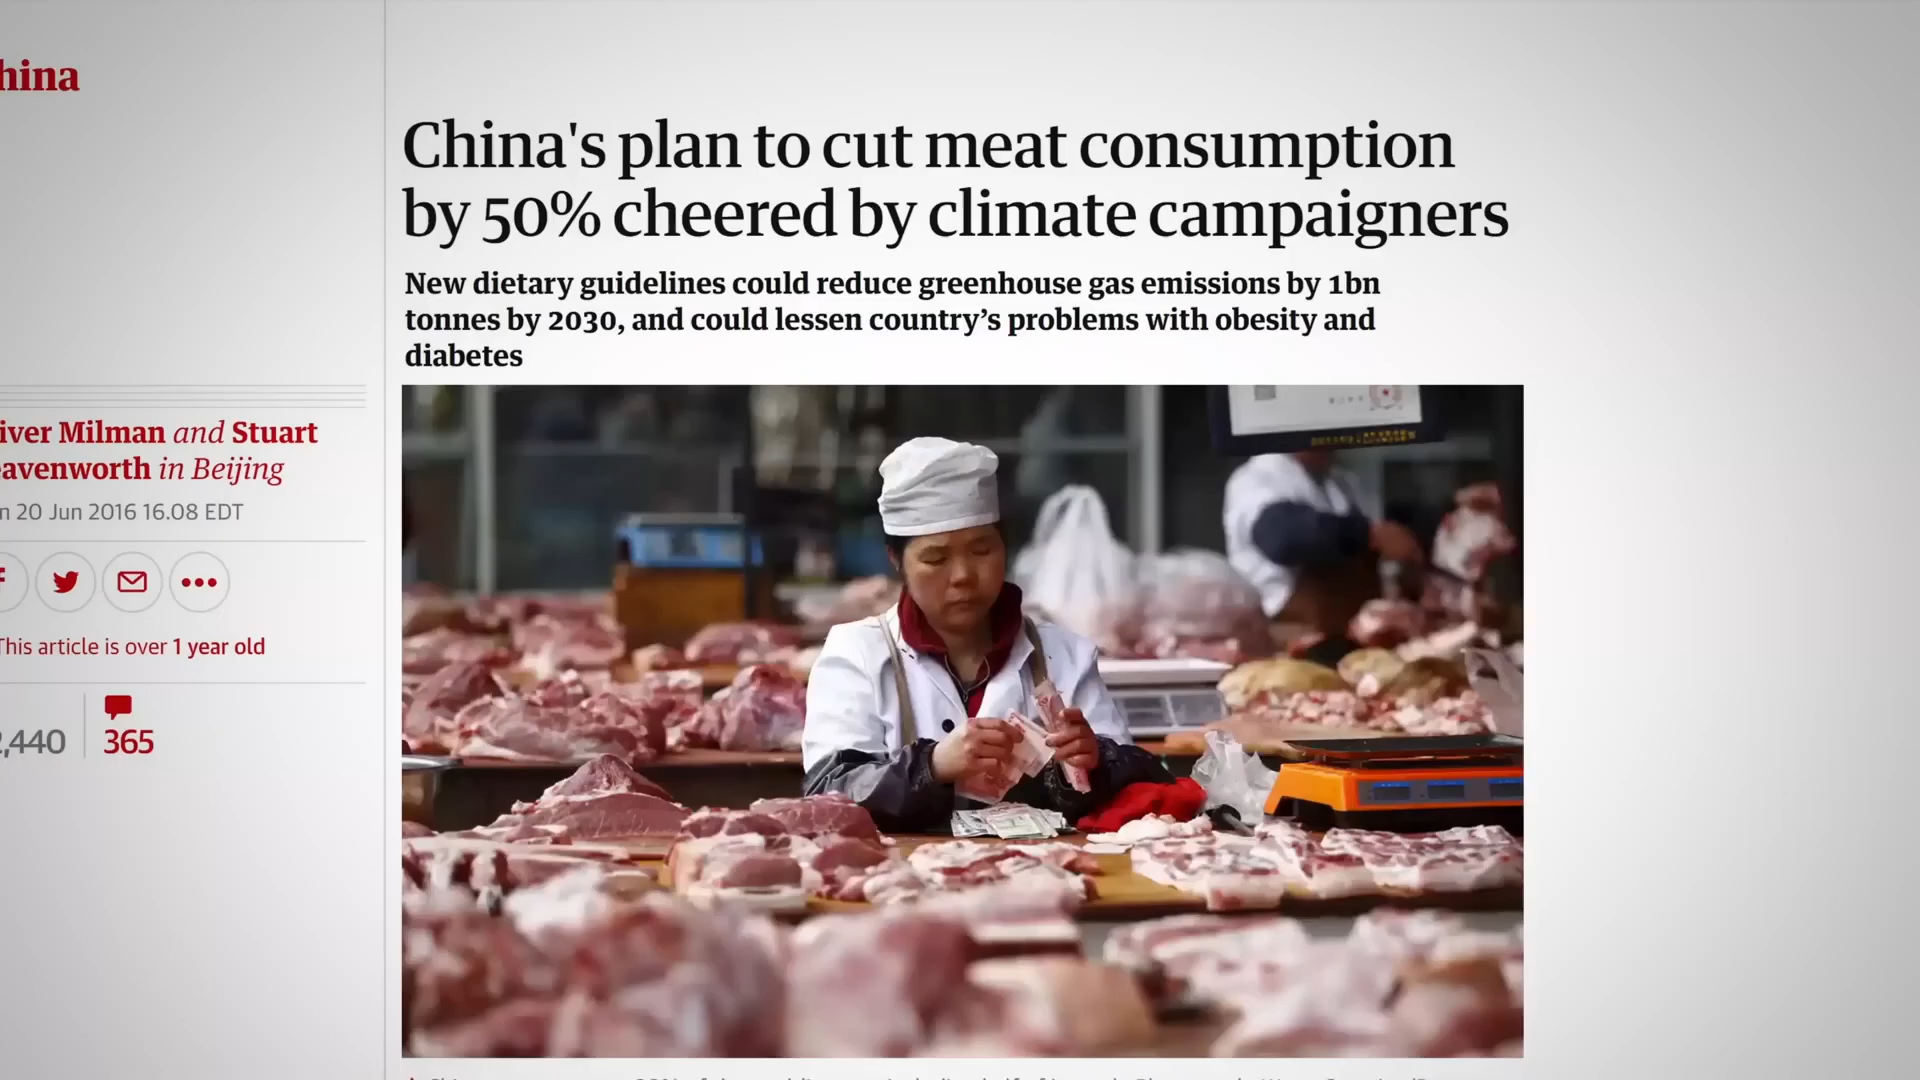 hina
China's plan to cut meat consumption
by 50% cheered by climate campaigners
New dietary guidelines could reduce greenhouse gas emissions by 1bn
tonnes by 2030, and could lessen country’s problems with obesity and
diabetes
iver Milman and Stuart
eavenworth in Beijing
n 20 Jun 2016 16.08 EDT
This article is over 1 year old
2,440
365